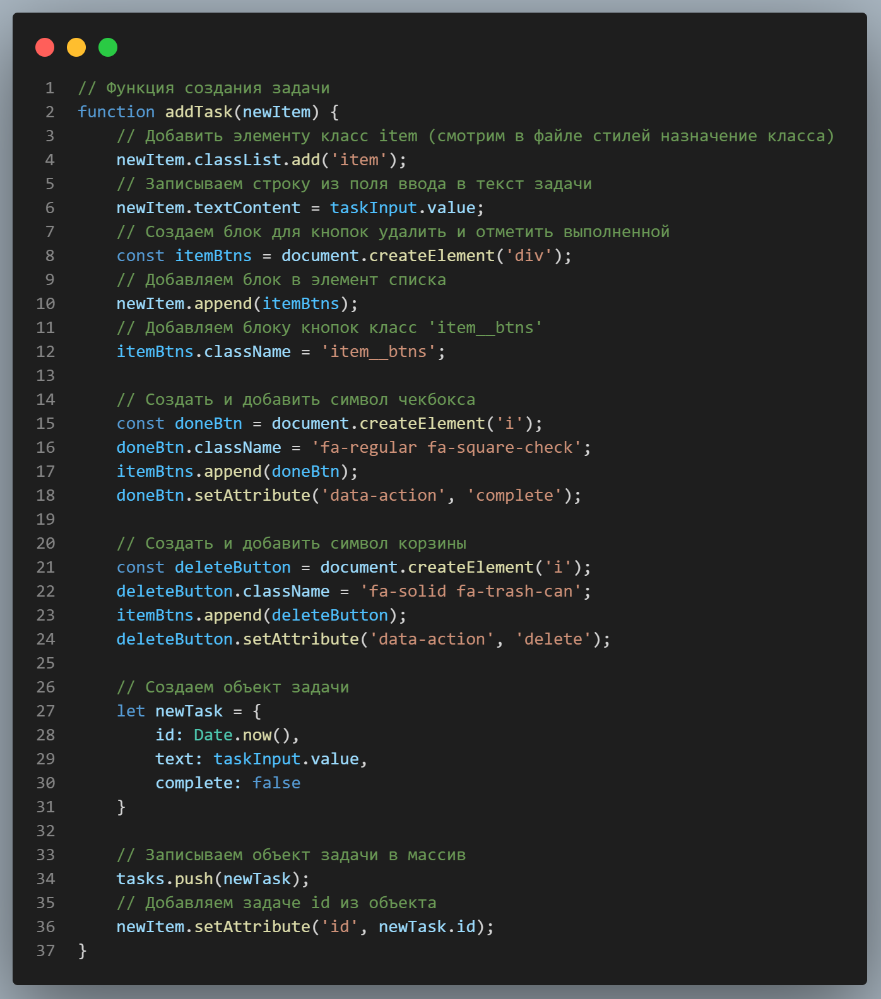 1 // Функция создания задачи
2 function addTask(newItem) {
3     // Добавить элементу класс item (смотрим в файле стилей назначение класса)
4     newItem.classList.add('item');
5     // Записываем строку из поля ввода в текст задачи
6     newItem.textContent = taskInput.value;
7     // Создаем блок для кнопок удалить и отметить выполненной
8     const itemBtns = document.createElement('div');
9     // Добавляем блок в элемент списка
10     newItem.append(itemBtns);
11     // Добавляем блоку кнопок класс 'item__btns'
12     itemBtns.className = 'item__btns';
13
14     // Создать и добавить символ чекбокса
15     const doneBtn = document.createElement('i');
16     doneBtn.className = 'fa-regular fa-square-check';
17     itemBtns.append(doneBtn);
18     doneBtn.setAttribute('data-action', 'complete');
19
20     // Создать и добавить символ корзины
21     const deleteButton = document.createElement('i');
22     deleteButton.className = 'fa-solid fa-trash-can';
23     itemBtns.append(deleteButton);
24     deleteButton.setAttribute('data-action', 'delete');
25
26     // Создаем объект задачи
27     let newTask = {
28         id: Date.now(),
29         text: taskInput.value,
30         complete: false
31     }
32
33     // Записываем объект задачи в массив
34     tasks.push(newTask);
35     // Добавляем задаче id из объекта
36     newItem.setAttribute('id', newTask.id);
37 }